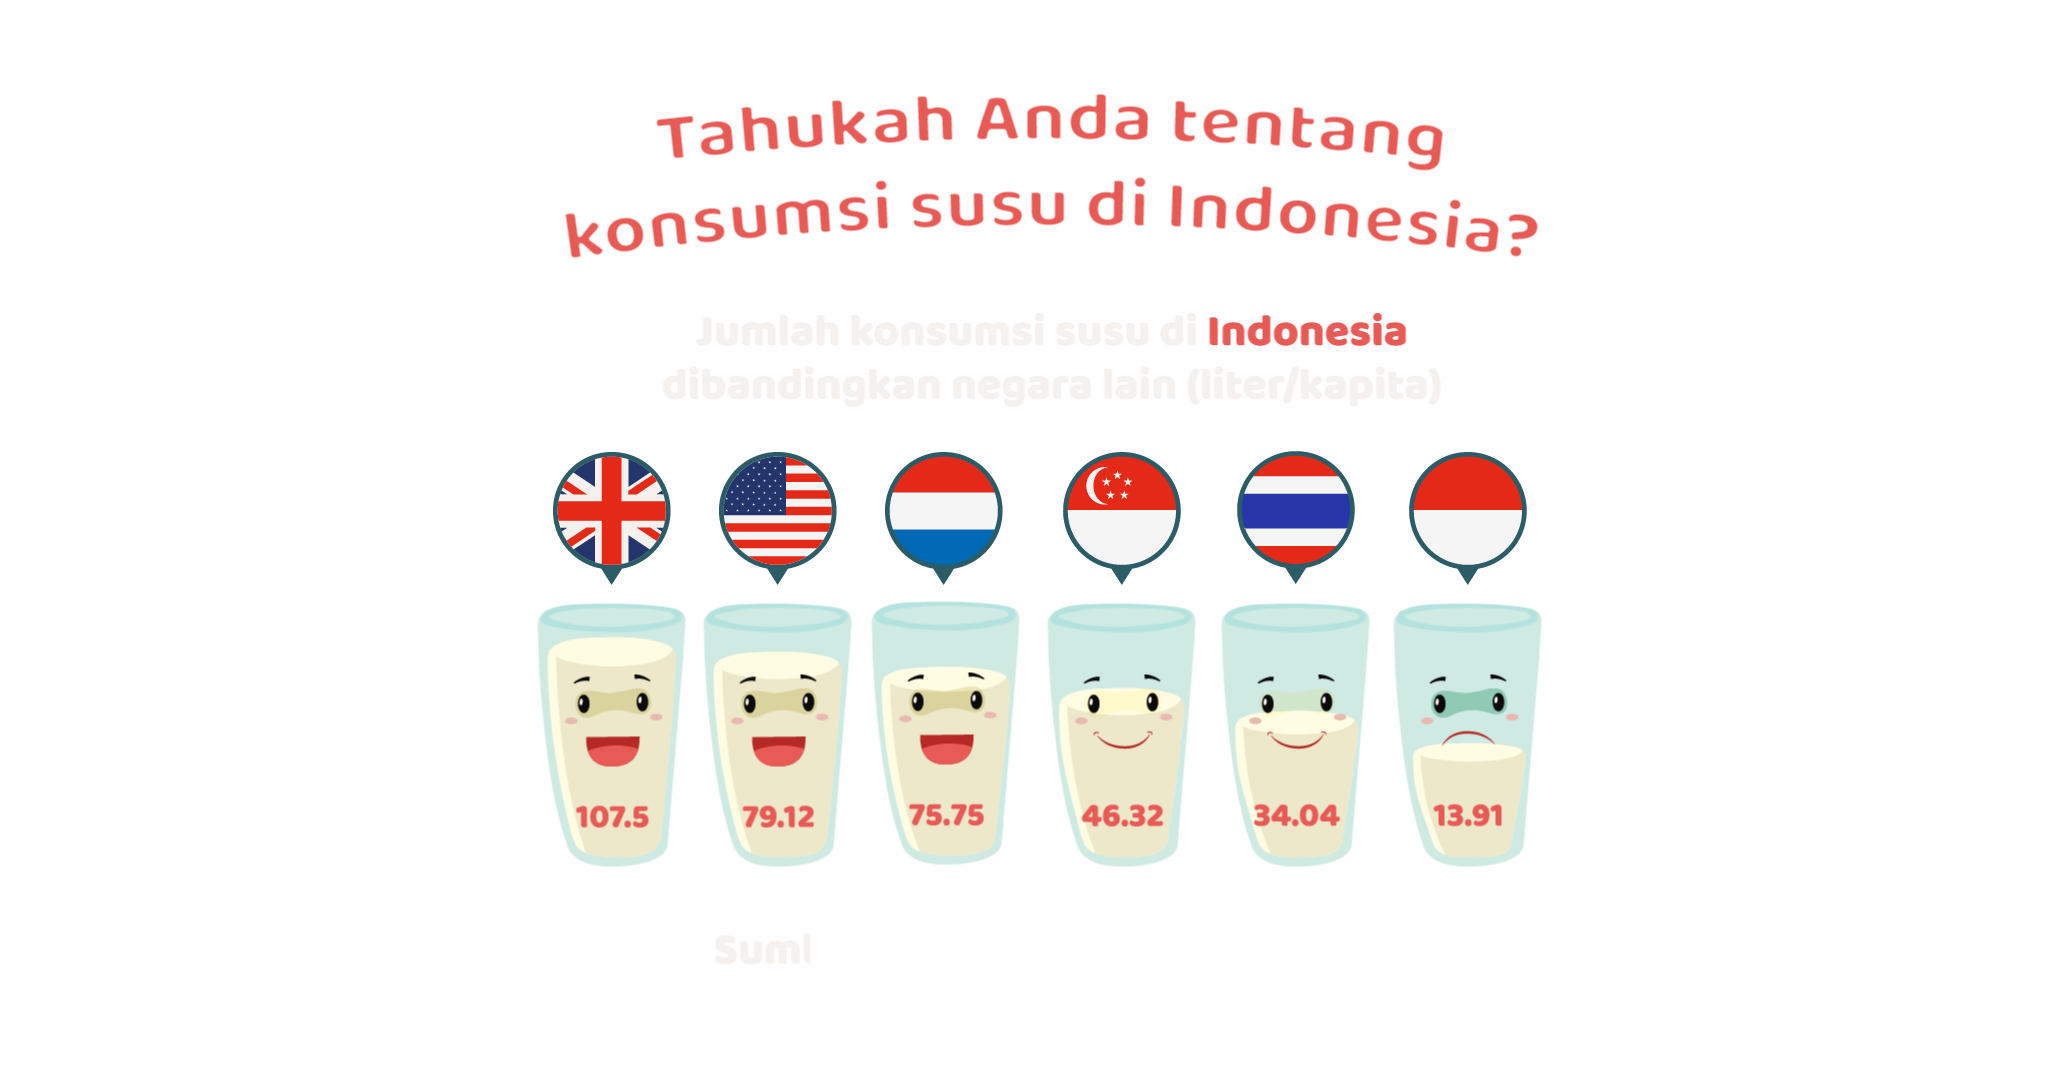 Tahukah Anda tentang
konsumsi susu di Indonesia?
Jumlah konsumsi susu di Indonesia
dibandingkan negara lain (liter/kapita)
107.5 79.12 75.75 46.32 34.04 13.91